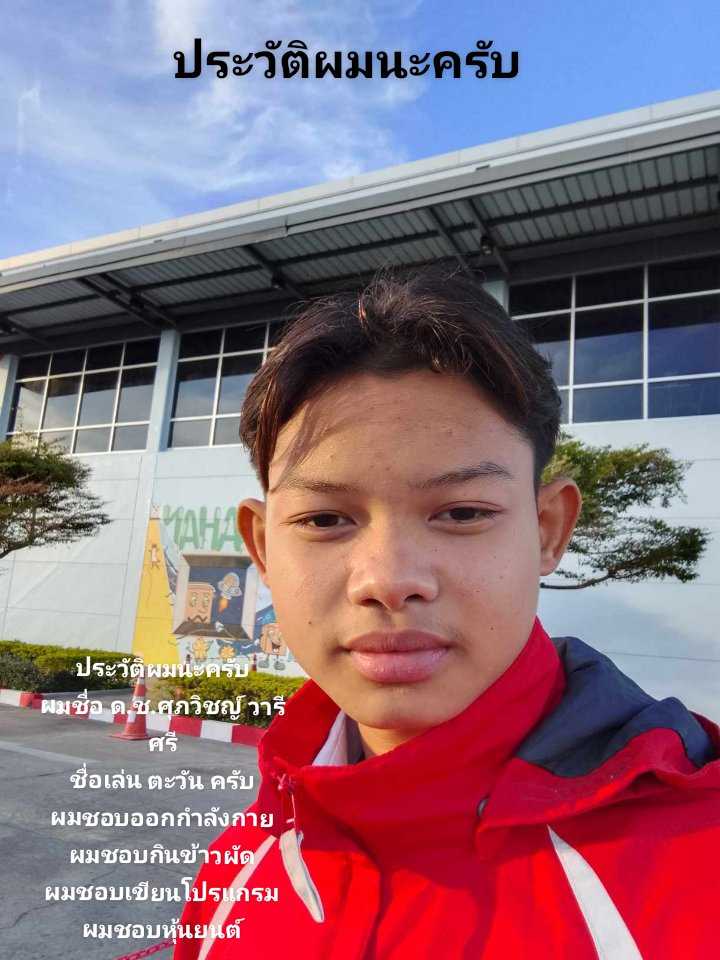 ประวัติผมนะครับ
MAHA
ประวัติผมนะครับ
ผมชื่อ ด.ช.ศุภวิชญ์ วารี
ศรี
ชื่อเล่น ตะวัน ครับ
ผมชอบออกกำลังกาย
ผมชอบกินข้าวผัด
ผมชอบเขียนโปรแกรม
ผมชอบหุ้นยนต์